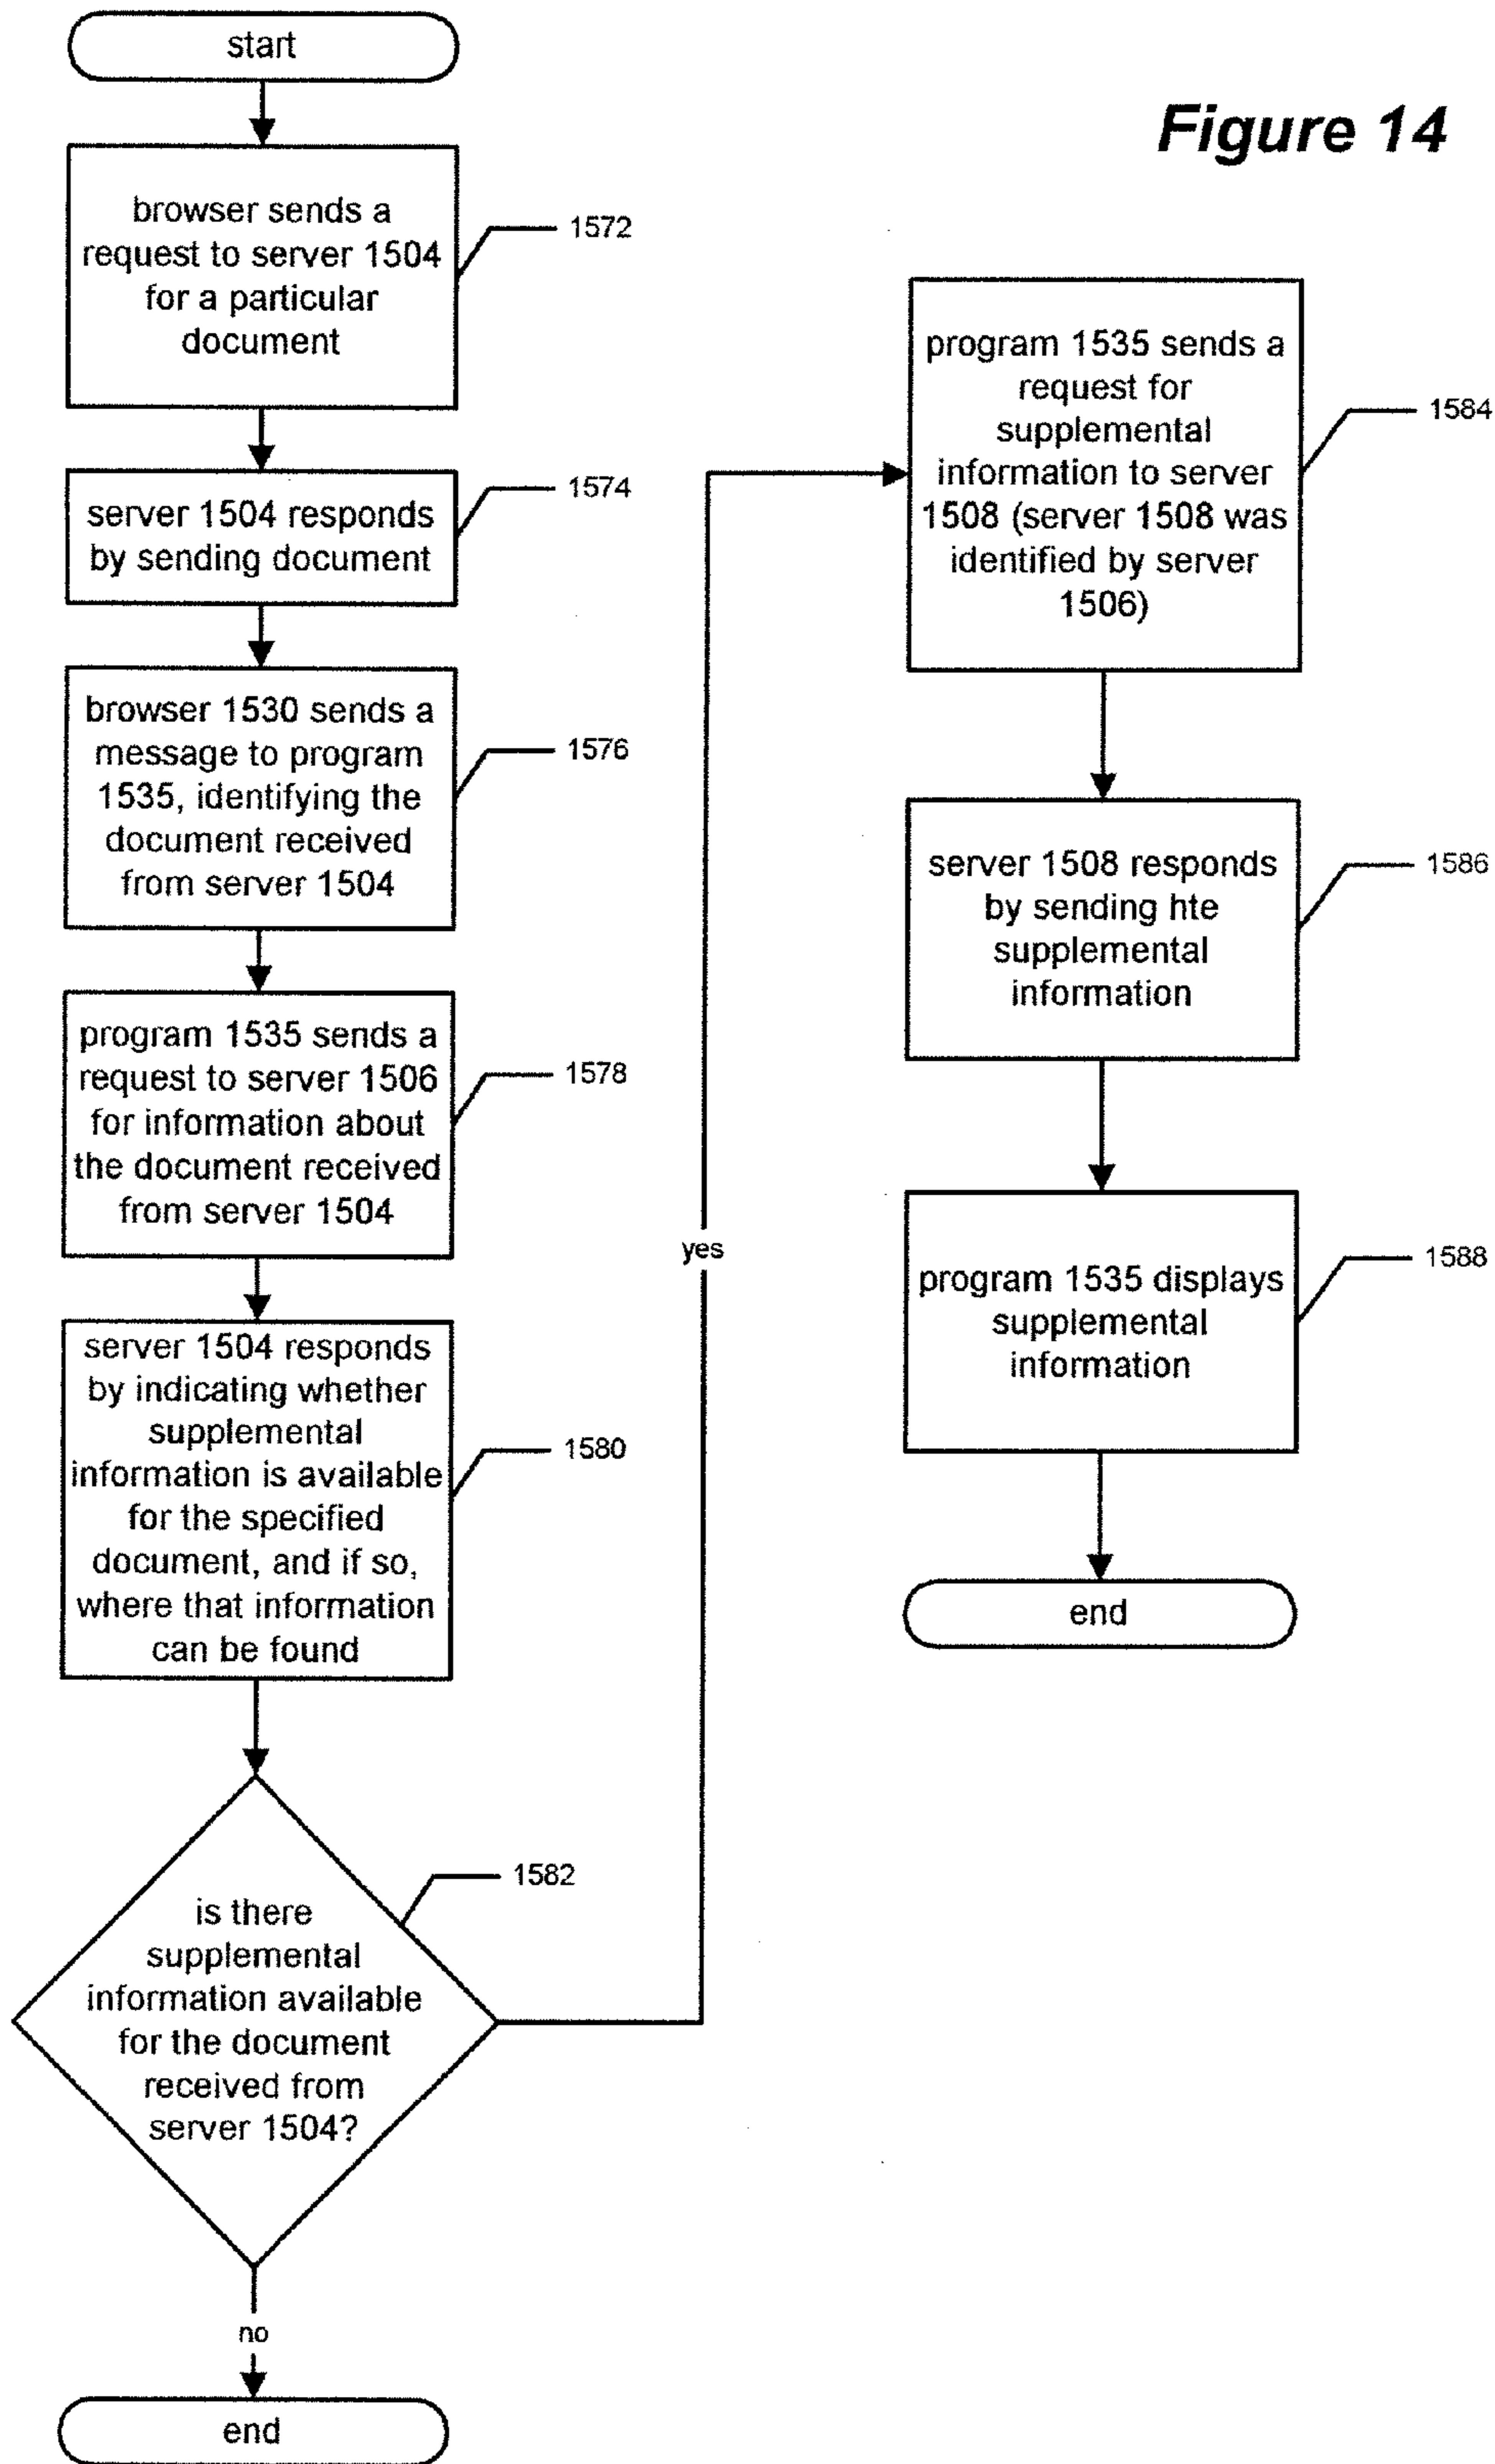 Figure 14
start
browser sends a
request to server 1504
for a particular
document
1572
server 1504 responds
by sending document
1574
browser 1530 sends a
message to program
1535, identifying the
document received
from server 1504
1576
program 1535 sends a
request to server 1506
for information about
the document received
from server 1504
1578
server 1504 responds
by indicating whether
supplemental
information is available
for the specified
document, and if so,
where that information
can be found
1580
is there
supplemental
information available
for the document
received from
server 1504?
1582
no
end
yes
program 1535 sends a
request for
supplemental
information to server
1508 (server 1508 was
identified by server
1506)
1584
server 1508 responds
by sending hte
supplemental
information
1586
program 1535 displays
supplemental
information
1588
end